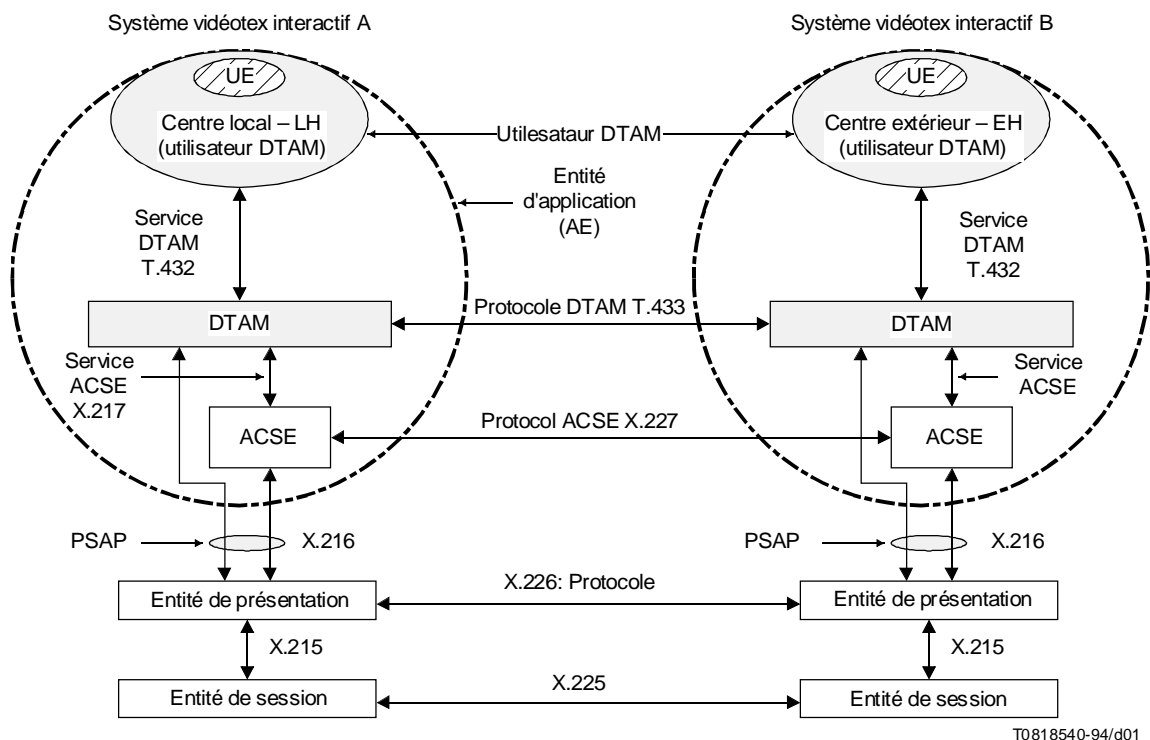 Système vidéotex interactif A
Système vidéotex interactif B
UE
UE
Centre local – LH
(utilisateur DTAM)
Utilesataur DTAM
Centre extérieur – EH
(utilisateur DTAM)
Entité
d'application
(AE)
Service
DTAM
T.432
Service
DTAM
T.432
Protocole DTAM T.433
DTAM
DTAM
Service
ACSE
X.217
Service
ACSE
Protocol ACSE X.227
ACSE
ACSE
PSAP
X.216
PSAP
X.216
X.226: Protocole
Entité de présentation
Entité de présentation
X.215
X.215
X.225
Entité de session
Entité de session
T0818540-94/d01